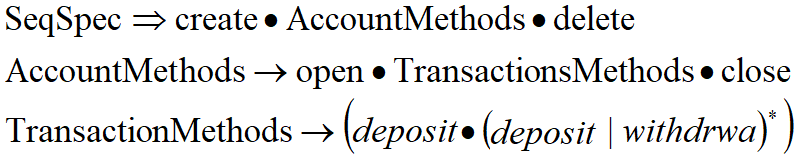 SeqSpec ⇒ create • AccountMethods • delete
AccountMethods → open • TransactionsMethods • close
TransactionMethods → (deposit • (deposit | withdrwa)*)